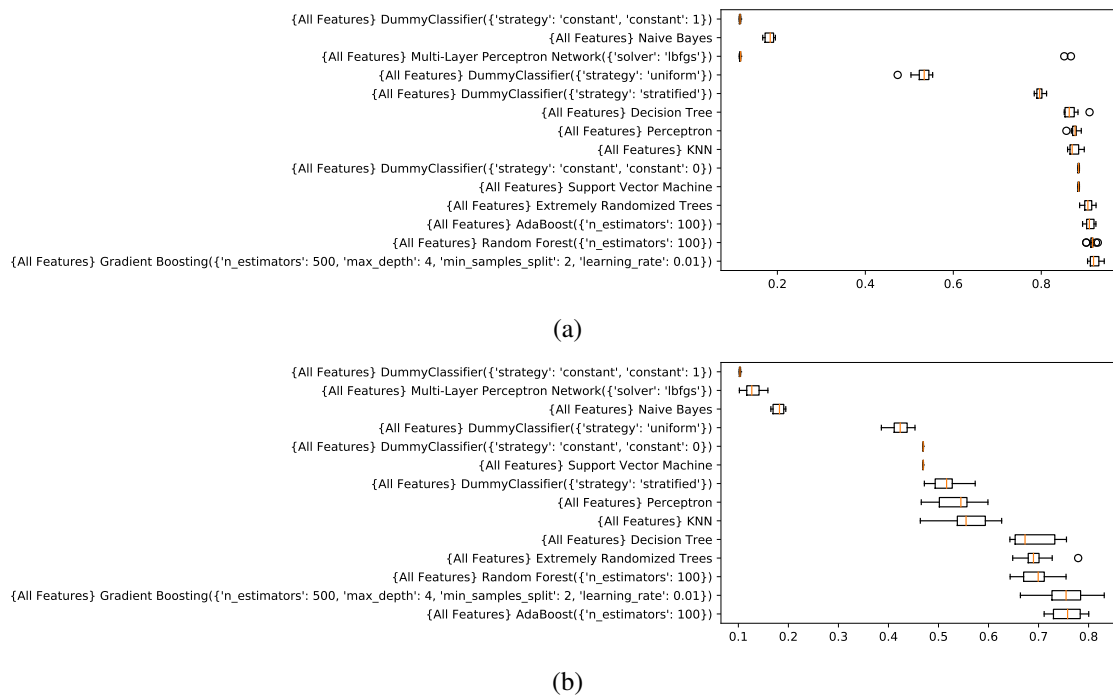 {All Features} DummyClassifier({'strategy': 'constant', 'constant': 1})
{All Features} Naive Bayes
{All Features} Multi-Layer Perceptron Network({'solver': 'lbfgs'})
{All Features} DummyClassifier({'strategy': 'uniform'})
{All Features} DummyClassifier({'strategy': 'stratified'})
{All Features} Decision Tree
{All Features} Perceptron
{All Features} KNN
{All Features} DummyClassifier({'strategy': 'constant', 'constant': 0})
{All Features} Support Vector Machine
{All Features} Extremely Randomized Trees
{All Features} AdaBoost({'n_estimators': 100})
{All Features} Random Forest({'n_estimators': 100})
{All Features} Gradient Boosting({'n_estimators': 500, 'max_depth': 4, 'min_samples_split': 2, 'learning_rate': 0.01})
0.2 0.4 0.6 0.8
(a)
{All Features} DummyClassifier({'strategy': 'constant', 'constant': 1})
{All Features} Multi-Layer Perceptron Network({'solver': 'lbfgs'})
{All Features} Naive Bayes
{All Features} DummyClassifier({'strategy': 'uniform'})
{All Features} DummyClassifier({'strategy': 'constant', 'constant': 0})
{All Features} Support Vector Machine
{All Features} DummyClassifier({'strategy': 'stratified'})
{All Features} Perceptron
{All Features} KNN
{All Features} Decision Tree
{All Features} Extremely Randomized Trees
{All Features} Random Forest({'n_estimators': 100})
{All Features} Gradient Boosting({'n_estimators': 500, 'max_depth': 4, 'min_samples_split': 2, 'learning_rate': 0.01})
{All Features} AdaBoost({'n_estimators': 100})
0.1 0.2 0.3 0.4 0.5 0.6 0.7 0.8
(b)